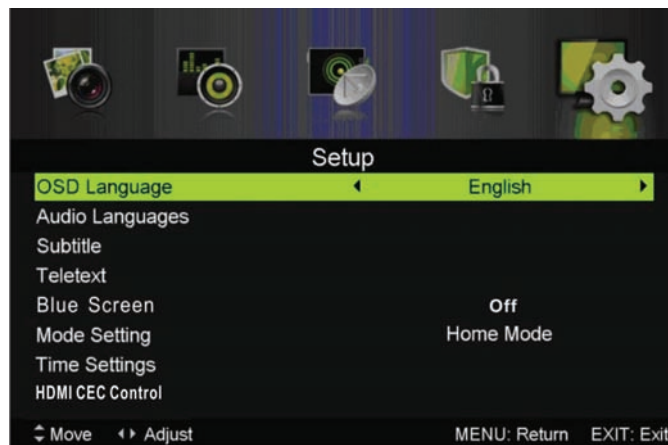 Setup
OSD Language English
Audio Languages
Subtitle
Teletext
Blue Screen Off
Mode Setting Home Mode
Time Settings
HDMI CEC Control
Move Adjust MENU: Return EXIT: Exit